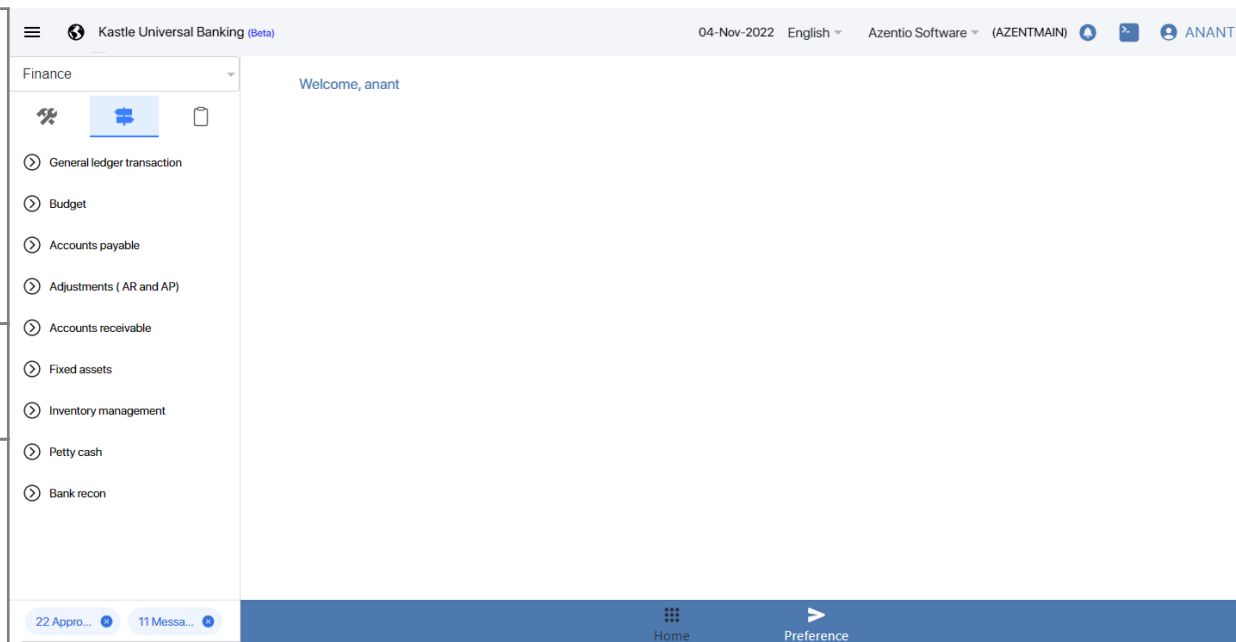 Kastle Universal Banking (Beta)
04-Nov-2022 English Azentio Software (AZENTMAIN) ANANT
Finance
Welcome, anant
General ledger transaction
Budget
Accounts payable
Adjustments ( AR and AP)
Accounts receivable
Fixed assets
Inventory management
Petty cash
Bank recon
22 Appro... 11 Messa...
Home Preference